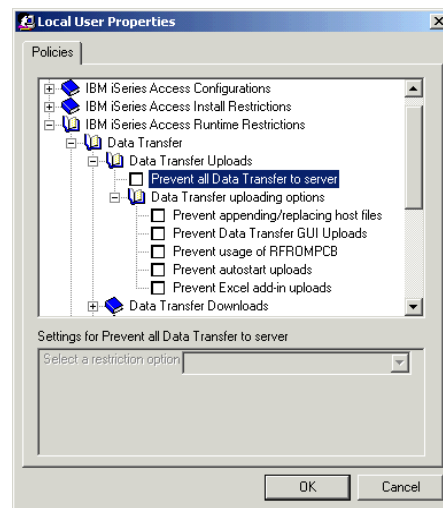 Local User Properties
Policies
IBM iSeries Access Configurations
IBM iSeries Access Install Restrictions
IBM iSeries Access Runtime Restrictions
Data Transfer
Data Transfer Uploads
Prevent all Data Transfer to server
Data Transfer uploading options
Prevent appending/replacing host files
Prevent Data Transfer GUI Uploads
Prevent usage of RFROMPCB
Prevent autostart uploads
Prevent Excel add-in uploads
Data Transfer Downloads
Settings for Prevent all Data Transfer to server
Select a restriction option
OK
Cancel